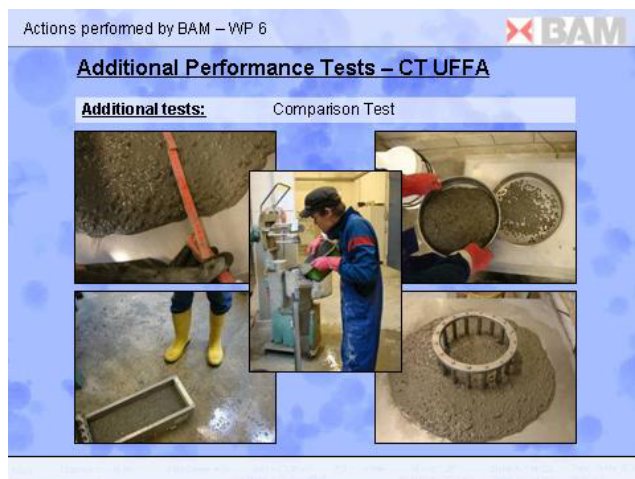 Actions performed by BAM – WP 6
BAM
Additional Performance Tests – CT UFFA
Additional tests: Comparison Test